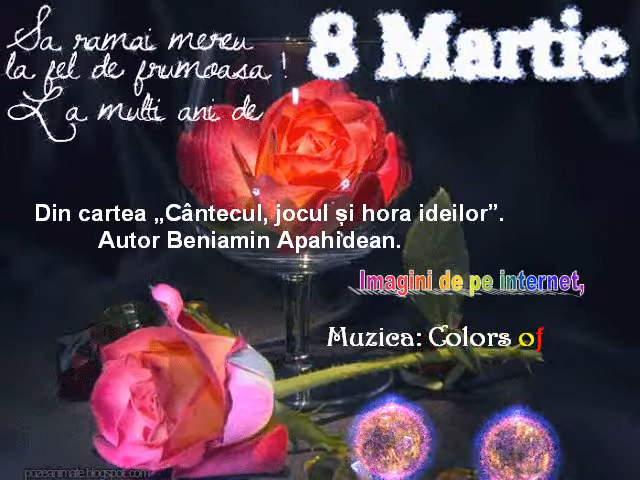 Sa ramai mereu
la fel de frumoasa !
La multi ani de
8 Martie
!
Din cartea „Cântecul, jocul și hora ideilor”.
Autor Beniamin Apahidean.
Imagini de pe internet,
Muzica: Colors of
pozeanimate.blogspot.com